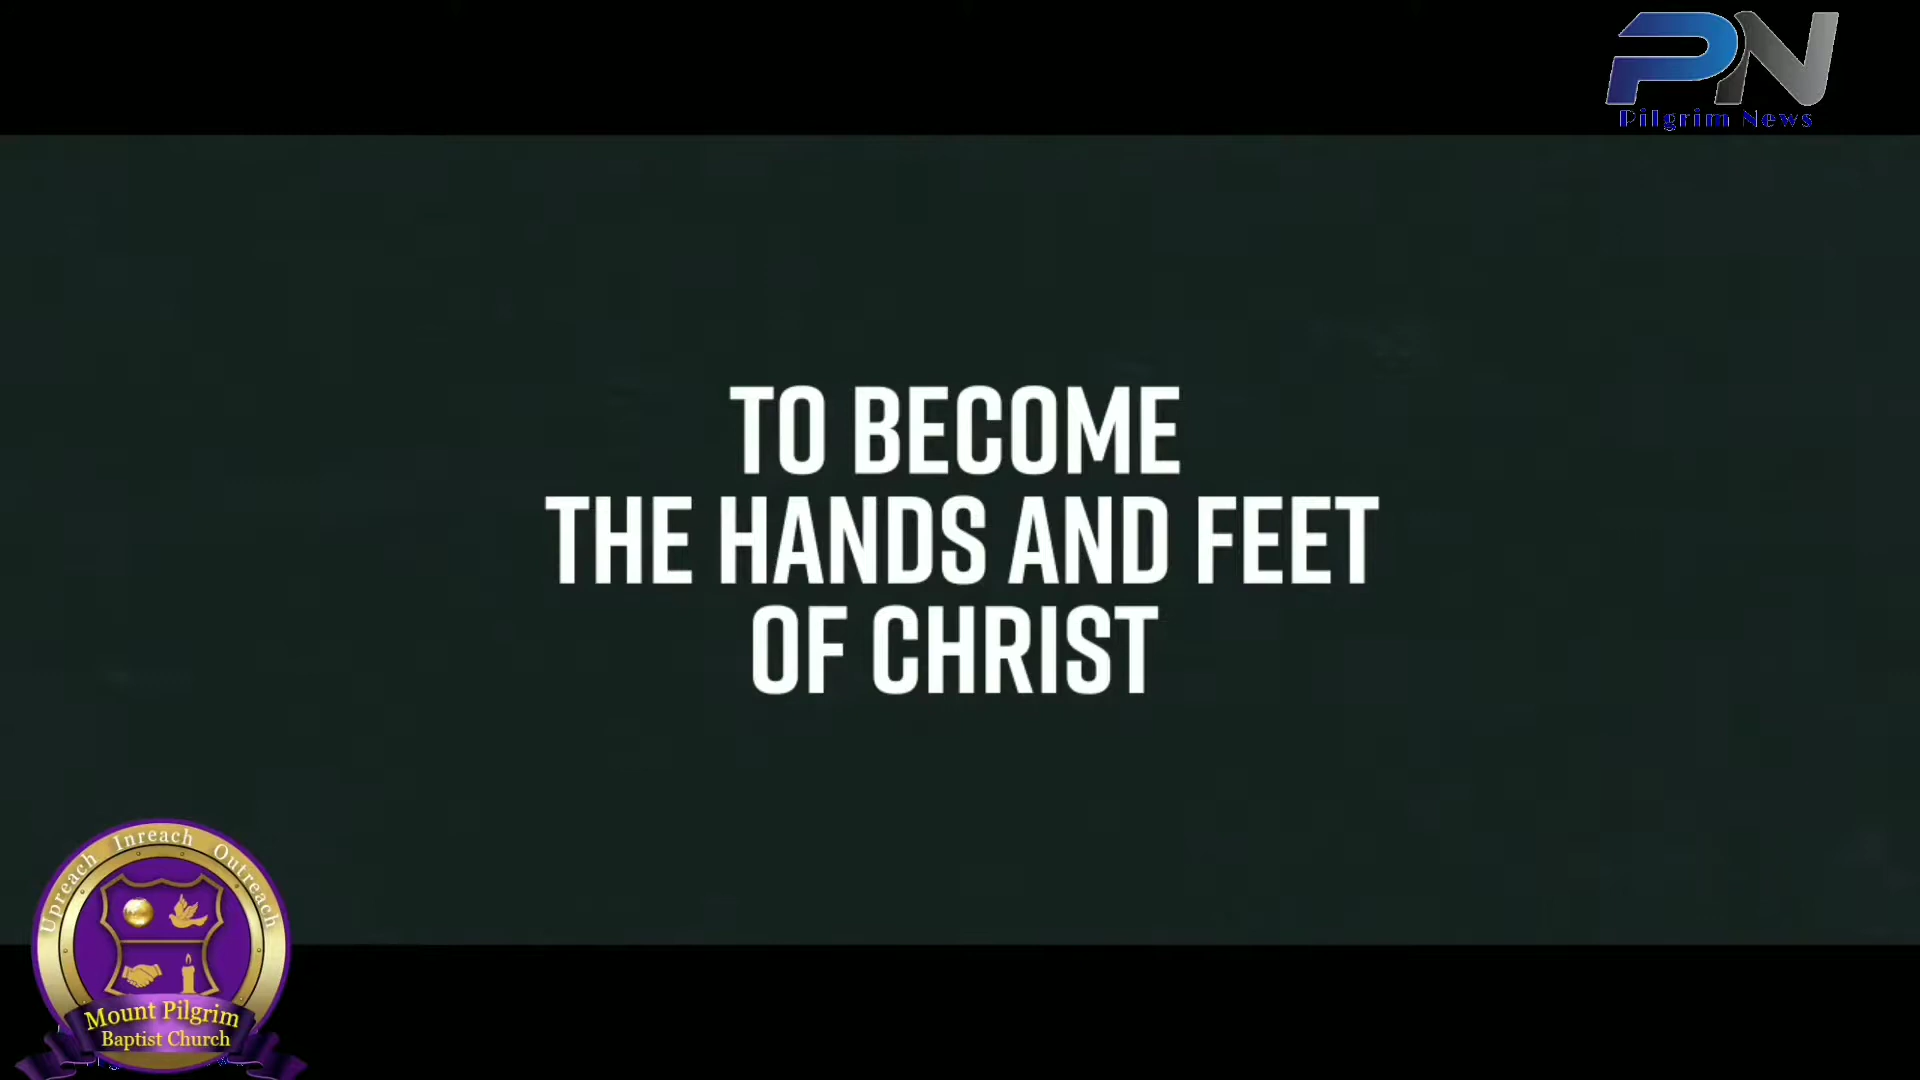 PN
Pilgrim News
TO BECOME
THE HANDS AND FEET
OF CHRIST
Upreach Inreach Outreach
Mount Pilgrim
Baptist Church